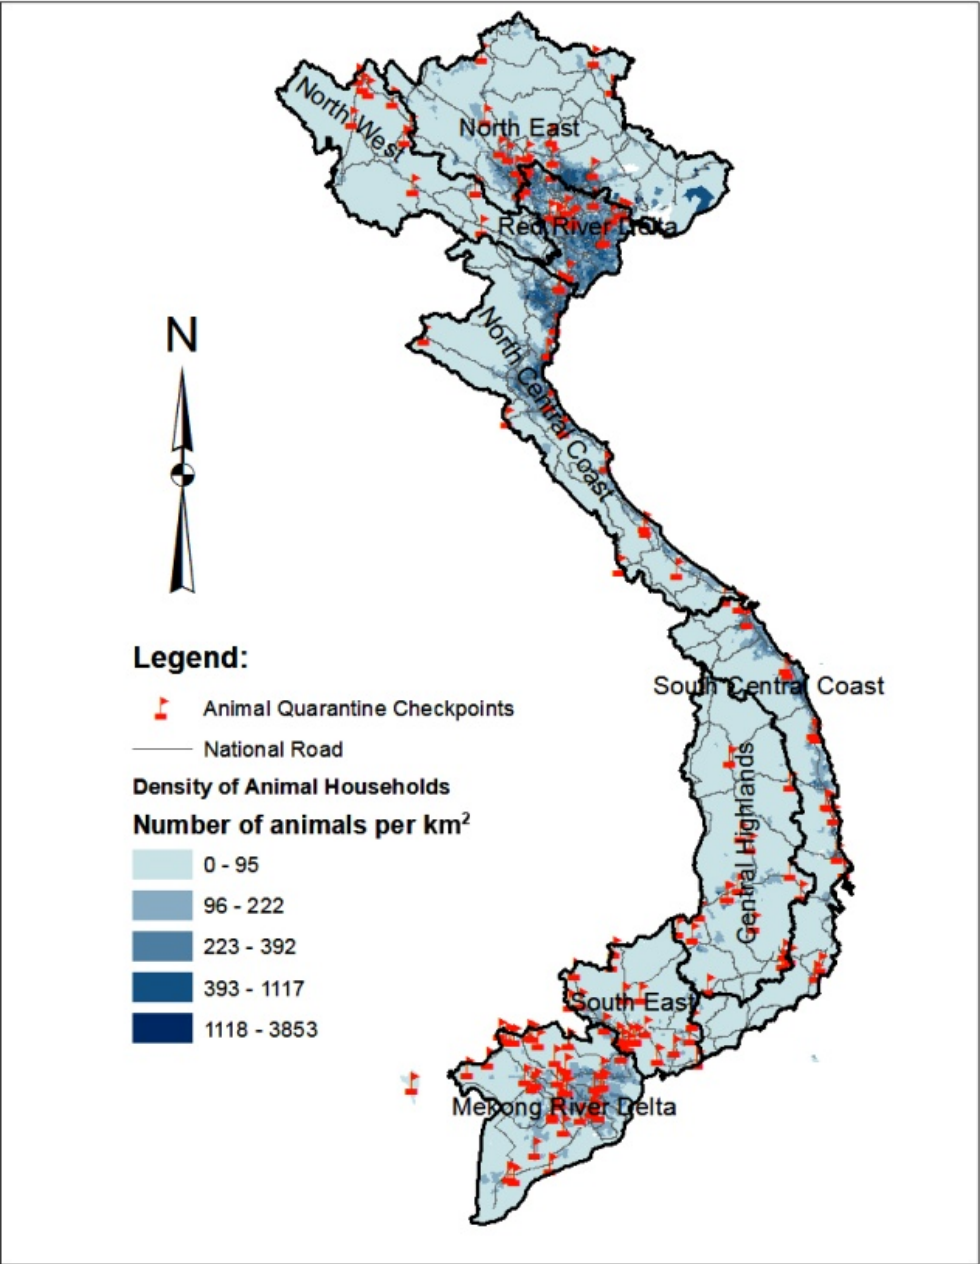 North West
North East
Red River Delta
N
North Central Coast
Legend:
Animal Quarantine Checkpoints
National Road
Density of Animal Households
Number of animals per km²
0 - 95
96 - 222
223 - 392
393 - 1117
1118 - 3853
South Central Coast
Central Highlands
South East
Mekong River Delta